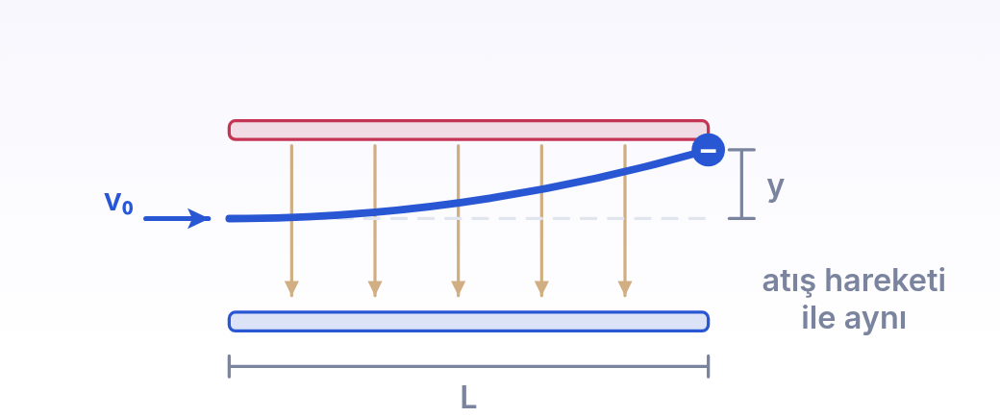 v₀
−
y
atış hareketi
ile aynı
L